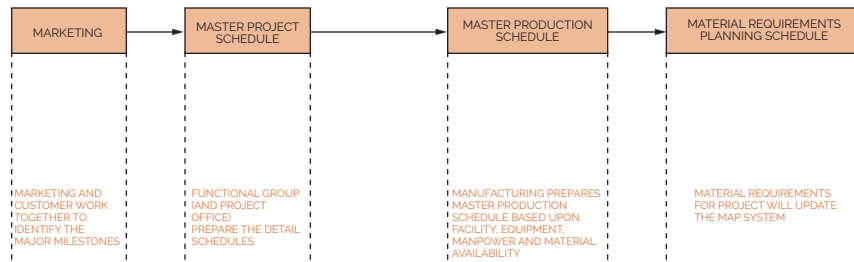 MARKETING
MASTER PROJECT
SCHEDULE
MASTER PRODUCTION
SCHEDULE
MATERIAL REQUIREMENTS
PLANNING SCHEDULE
MARKETING AND
CUSTOMER WORK
TOGETHER TO
IDENTIFY THE
MAJOR MILESTONES
FUNCTIONAL GROUP
(AND PROJECT
OFFICE)
PREPARE THE DETAIL
SCHEDULES
MANUFACTURING PREPARES
MASTER PRODUCTION
SCHEDULE BASED UPON
FACILITY, EQUIPMENT,
MANPOWER AND MATERIAL
AVAILABILITY
MATERIAL REQUIREMENTS
FOR PROJECT WILL UPDATE
THE MAP SYSTEM